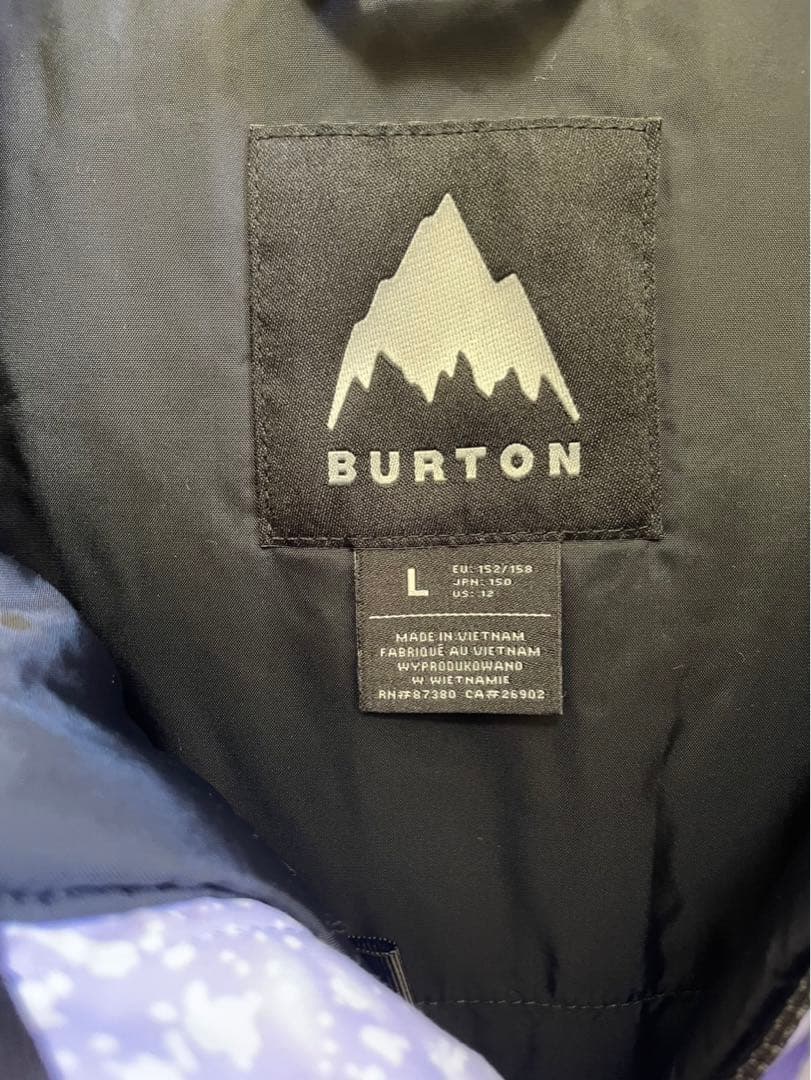 BURTON
L
EU: 152/158
JPN: 150
US: 12
MADE IN VIETNAM
FABRIQUÉ AU VIETNAM
WYPRODUKOWANO
W WIETNAMIE
RN#87380 CA#26902